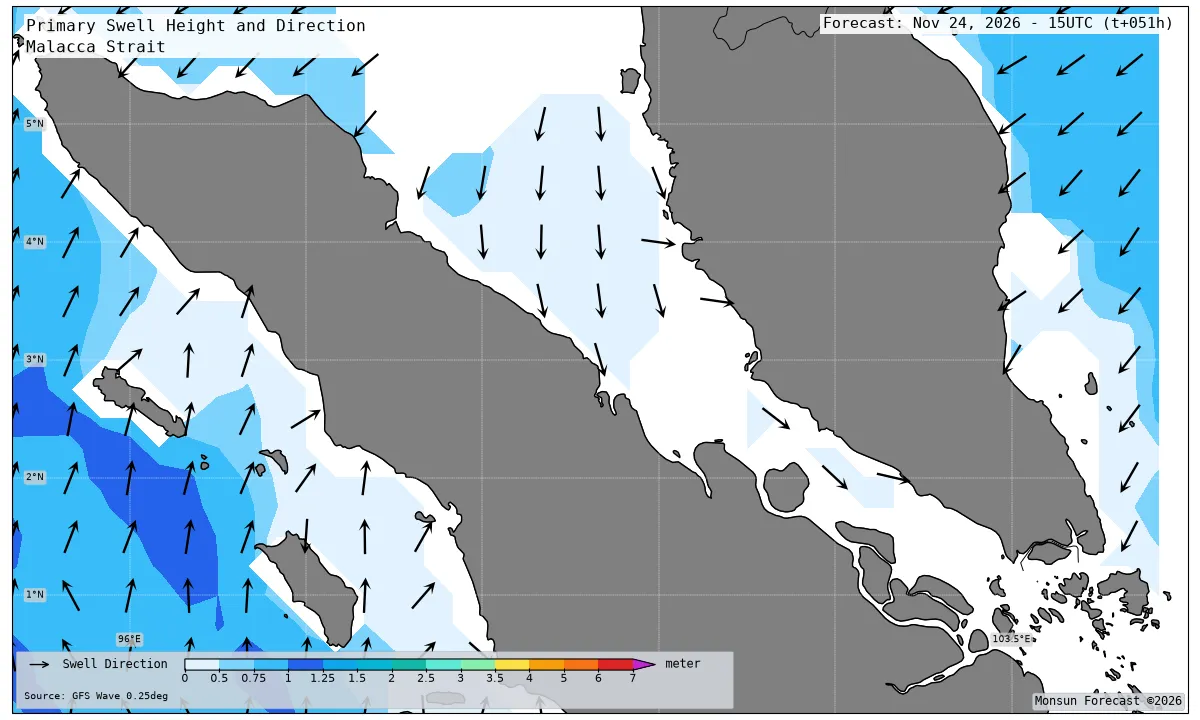 Primary Swell Height and Direction
Malacca Strait
Forecast: Nov 24, 2026 - 15UTC (t+051h)
5°N
4°N
3°N
2°N
1°N
96°E
103.5°E
Swell Direction
meter
0 0.5 0.75 1 1.25 1.5 2 2.5 3 3.5 4 5 6 7
Source: GFS Wave 0.25deg
Monsun Forecast ©2026